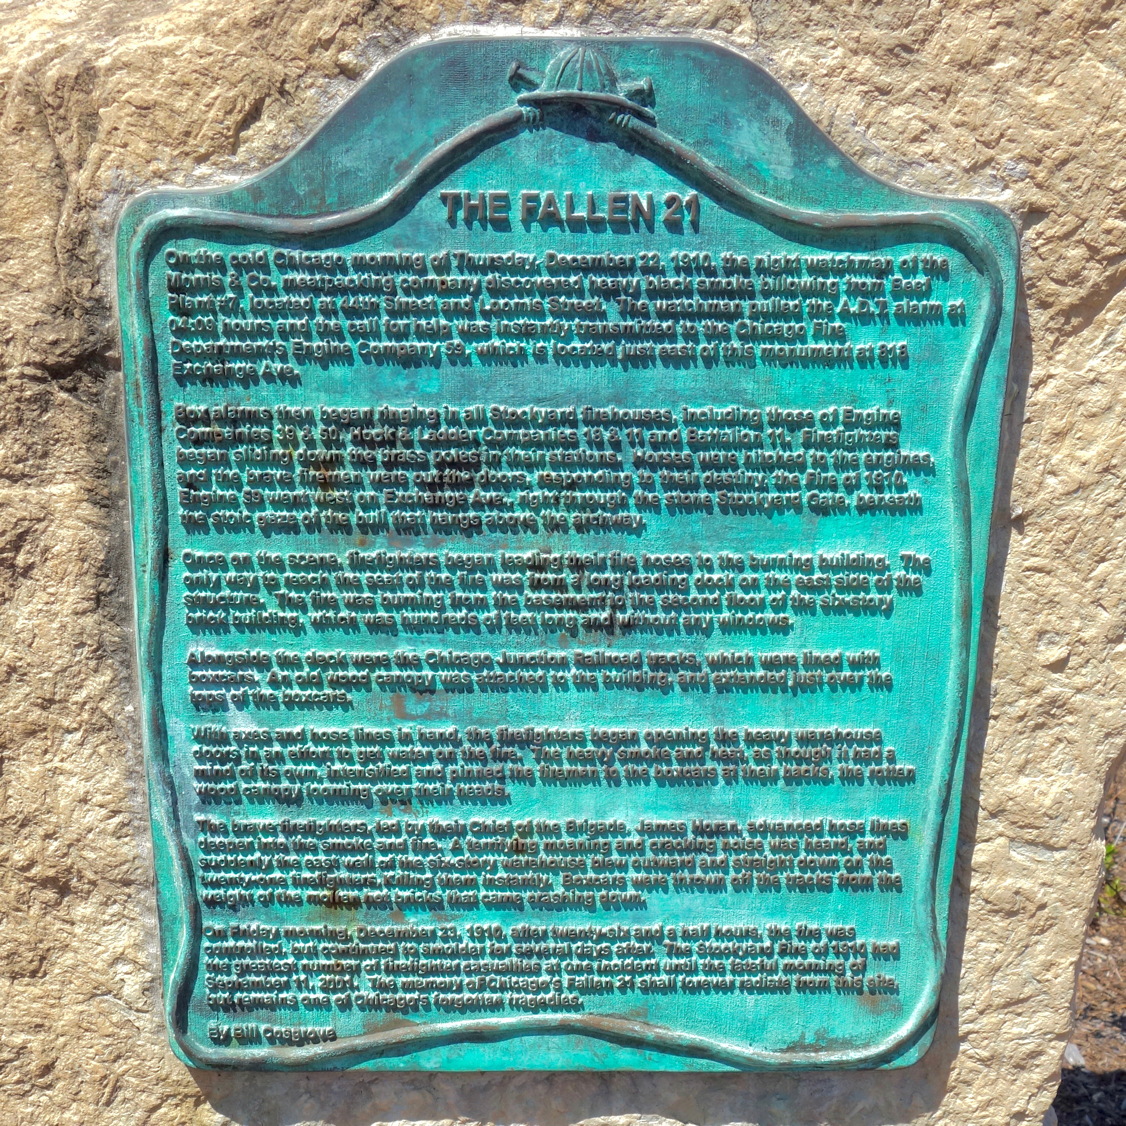 THE FALLEN 21
On the cold Chicago morning of Thursday, December 22, 1910, the night watchman of the
Morris & Co. meatpacking company discovered heavy black smoke billowing from Beef
Plant #7, located at 44th Street and Loomis Street. The watchman pulled the A.D.T alarm at
04:09 hours and the call for help was instantly transmitted to the Chicago Fire
Department's Engine Company 59, which is located just east of this monument at 818
Exchange Ave.
Box alarms then began ringing in all Stockyard firehouses, including those of Engine
Companies 39 & 50, Hook & Ladder Companies 18 & 11 and Battalion 11. Firefighters
began sliding down the brass poles in their stations. Horses were hitched to the engines
and the brave firemen were out the doors, responding to their destiny, the fire of 1910.
Engine 59 went west on Exchange Ave., right through the stone Stockyard Gate, beneath
the stoic gaze of the bull that hangs above the archway.
Once on the scene, firefighters began leading their fire hoses to the burning building. The
only way to reach the seat of the fire was from a long loading dock on the east side of the
structure. The fire was burning from the basement to the second floor of the six-story
brick building, which was hundreds of feet long and without any windows.
Alongside the dock were the Chicago Junction Railroad tracks, which were lined with
boxcars. An old wood canopy was attached to the building, and extended just over the
tops of the boxcars.
With axes and hose lines in hand, the firefighters began opening the heavy warehouse
doors in an effort to get water on the fire. The heavy smoke and heat, as though it had a
mind of its own, intensified and pinned the firemen to the boxcars at their backs, the rotten
wood canopy looming over their heads.
The brave firefighters, led by their Chief of the Brigade, James Horan, advanced hose lines
deeper into the smoke and fire. A terrifying moaning and cracking noise was heard, and
suddenly the east wall of the six-story warehouse blew outward and straight down on the
twenty-one firefighters, killing them instantly. Boxcars were thrown off the tracks from the
weight of the molten hot bricks that came crashing down.
On Friday morning, December 23, 1910, after twenty-six and a half hours, the fire was
controlled, but continued to smolder for several days after. The Stockyard Fire of 1910 had
the greatest number of firefighter casualties at one incident until the fateful morning of
September 11, 2001. The memory of Chicago's Fallen 21 shall forever radiate from this site,
but remains one of Chicago's forgotten tragedies.
By Bill Cosgrove